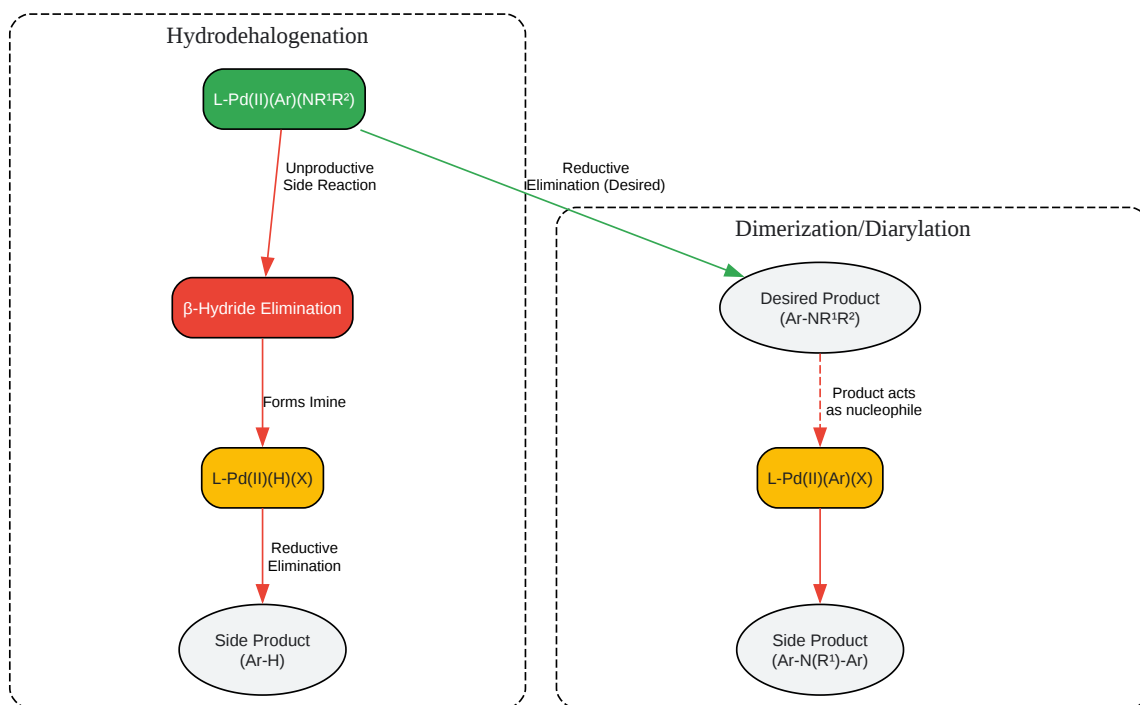 Hydrodehalogenation
L-Pd(II)(Ar)(NR¹R²)
Unproductive
Side Reaction
β-Hydride Elimination
Forms Imine
L-Pd(II)(H)(X)
Reductive
Elimination
Side Product
(Ar-H)
Reductive
Elimination (Desired)
Dimerization/Diarylation
Desired Product
(Ar-NR¹R²)
Product acts
as nucleophile
L-Pd(II)(Ar)(X)
Side Product
(Ar-N(R¹)-Ar)